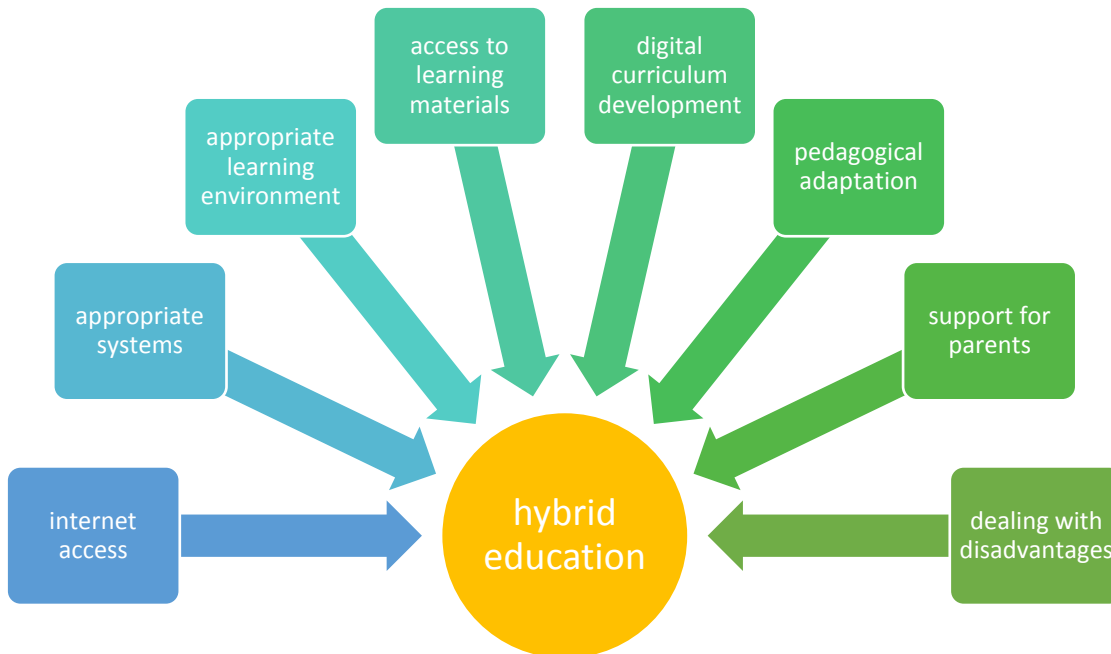 internet
access
appropriate
systems
appropriate
learning
environment
access to
learning
materials
digital
curriculum
development
pedagogical
adaptation
support for
parents
dealing with
disadvantages
hybrid
education